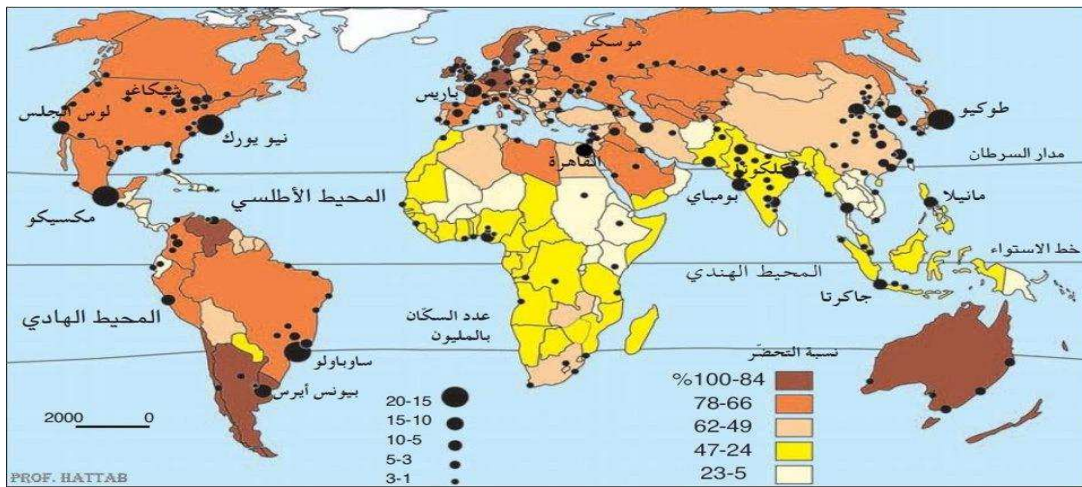 موسكو
شيكاغو
باريس
لوس انجلس
طوكيو
نيو يورك
القاهرة
مدار السرطان
كلكوتا
المحيط الأطلسي
بومباي
مانيلا
مكسيكو
خط الاستواء
المحيط الهندي
جاكرتا
المحيط الهادي
عدد السكّان
بالمليون
نسبة التحضّر
ساوباولو
%100-84
بيونس أيرس
20-15
78-66
2000 0
15-10
62-49
10-5
47-24
5-3
23-5
3-1
PROF. HATTAB